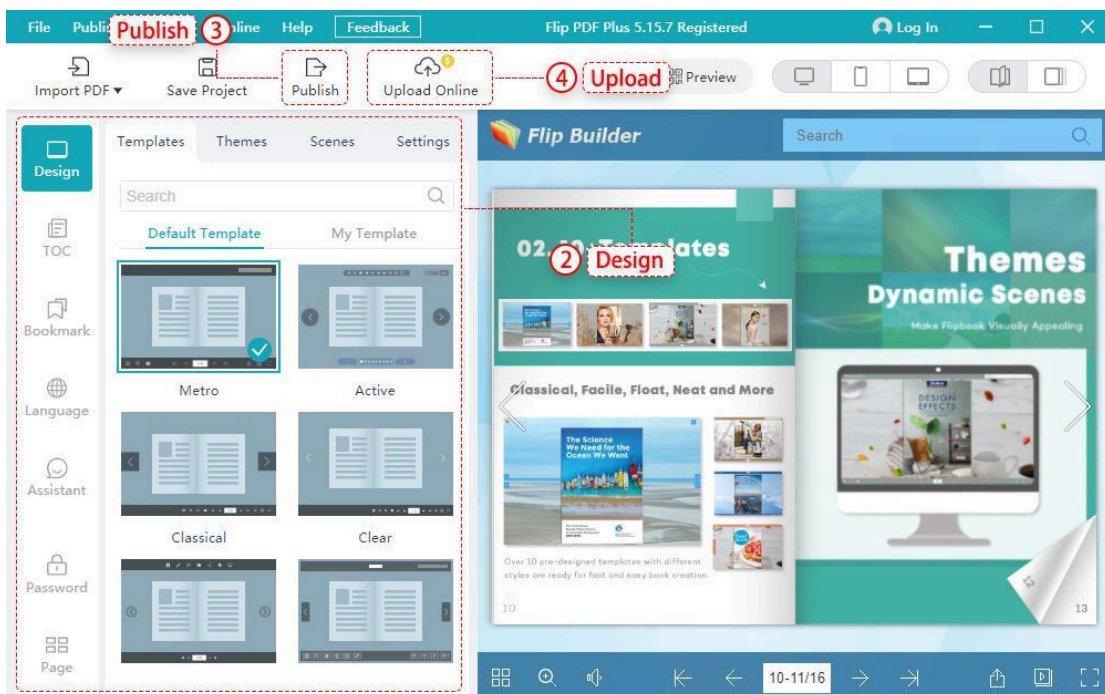 File Publi Publish ③ nline Help Feedback Flip PDF Plus 5.15.7 Registered Log In
Import PDF Save Project Publish Upload Online ④ Upload Preview
Design
TOC
Bookmark
Language
Assistant
Password
Page
Templates Themes Scenes Settings
Search
Default Template My Template
Metro Active
Classical Clear
② Design
Flip Builder Search
02. 10+ Templates
Classical, Facile, Float, Neat and More
The Science
We Need for the
Ocean We Want
Over 10 pre-designed templates with different
styles are ready for fast and easy book creation.
10
Themes
Dynamic Scenes
Make Flipbook Visually Appealing
DESIGN
EFFECTS
12
13
10-11/16